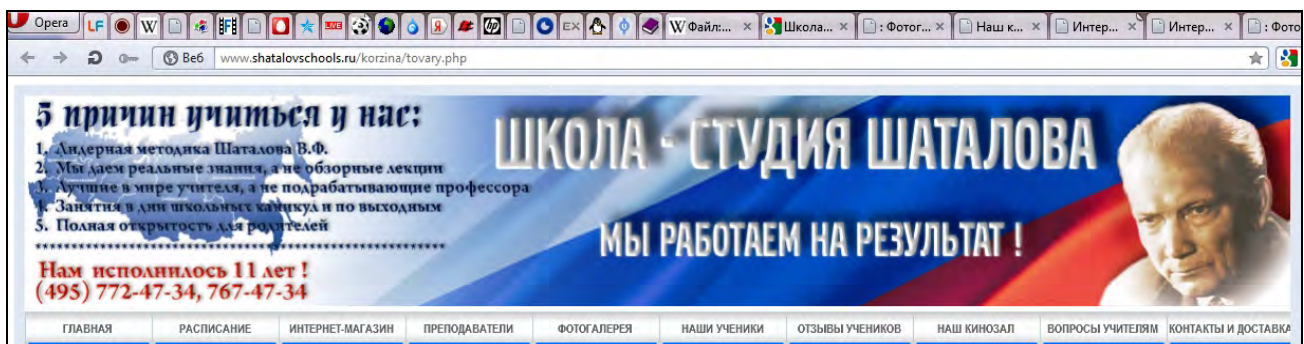 Opera
LF
W
LIVE
Я
hp
EX
W Файл:... ×
Школа... ×
: Фотог... ×
Наш к... ×
Интер... ×
Интер... ×
: Фото
Веб
www.shatalovschools.ru/korzina/tovary.php
5 причин учиться у нас:
1. Лидерная методика Шаталова В.Ф.
2. Мы даем реальные знания, а не обзорные лекции
3. Лучшие в мире учителя, а не подрабатывающие профессора
4. Занятия в дни школьных каникул и по выходным
5. Полная открытость для родителей
Нам исполнилось 11 лет !
(495) 772-47-34, 767-47-34
ШКОЛА - СТУДИЯ ШАТАЛОВА
МЫ РАБОТАЕМ НА РЕЗУЛЬТАТ !
ГЛАВНАЯ
РАСПИСАНИЕ
ИНТЕРНЕТ-МАГАЗИН
ПРЕПОДАВАТЕЛИ
ФОТОГАЛЕРЕЯ
НАШИ УЧЕНИКИ
ОТЗЫВЫ УЧЕНИКОВ
НАШ КИНОЗАЛ
ВОПРОСЫ УЧИТЕЛЯМ
КОНТАКТЫ И ДОСТАВКА